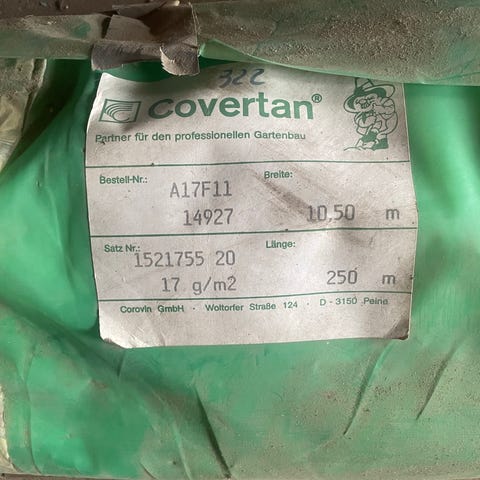 322
Covertan®
Partner für den professionellen Gartenbau
Bestell-Nr.: Breite:
A17F11
14927 10,50 m
Satz Nr.: Länge:
1521755 20
17 g/m2 250 m
Corovin GmbH · Woltorfer Straße 124 · D - 3150 Peine